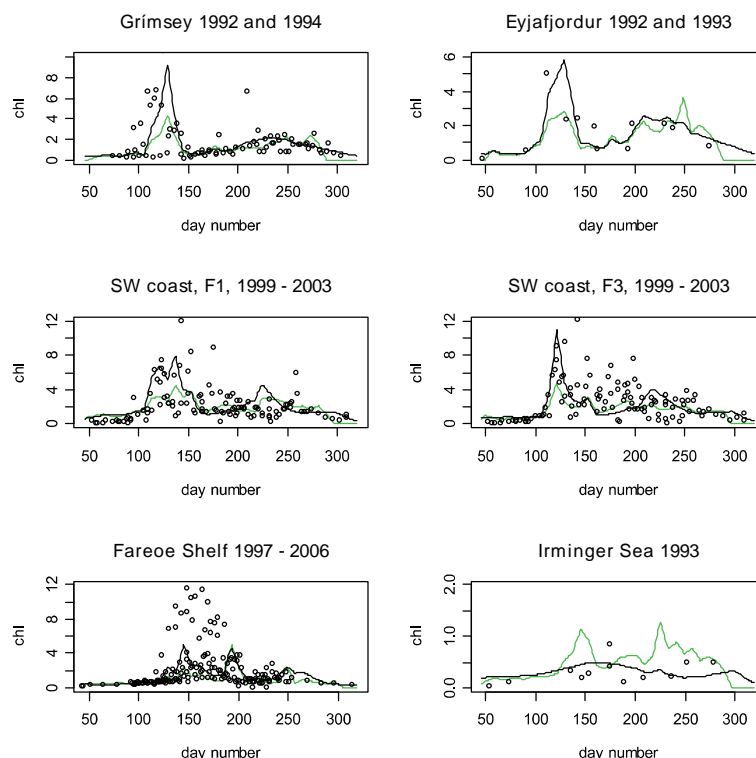 Grímsey 1992 and 1994
chl
0 2 4 6 8
50 100 150 200 250 300
day number
Eyjafjordur 1992 and 1993
chl
0 2 4 6
50 100 150 200 250 300
day number
SW coast, F1, 1999 - 2003
chl
0 4 8 12
50 100 150 200 250 300
day number
SW coast, F3, 1999 - 2003
chl
0 4 8 12
50 100 150 200 250 300
day number
Fareoe Shelf 1997 - 2006
chl
0 4 8 12
50 100 150 200 250 300
day number
Irminger Sea 1993
chl
0.0 1.0 2.0
50 100 150 200 250 300
day number